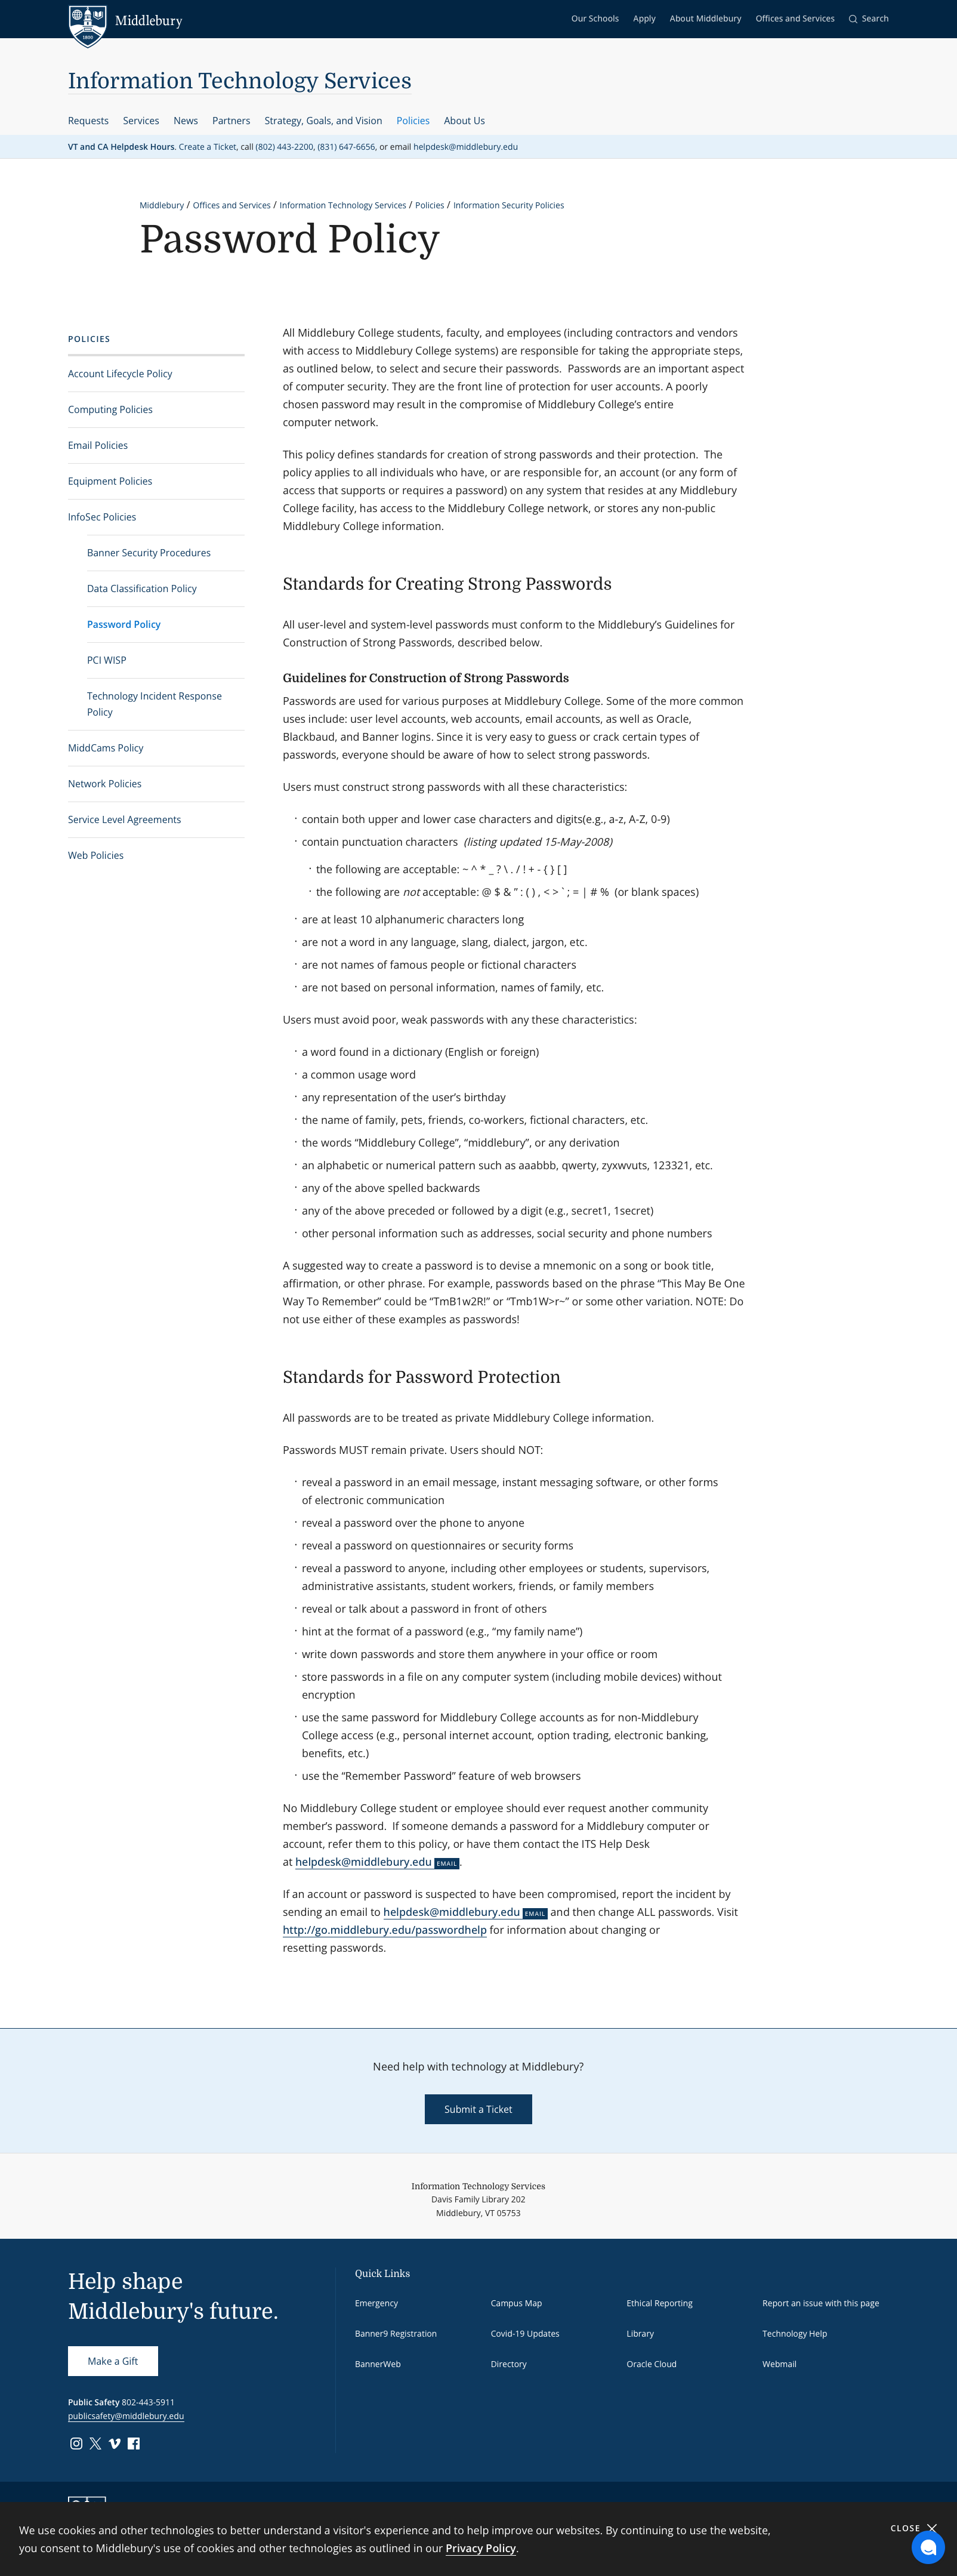 Middlebury
Our Schools Apply About Middlebury Offices and Services Search
1800
Information Technology Services
Requests Services News Partners Strategy, Goals, and Vision Policies About Us
VT and CA Helpdesk Hours. Create a Ticket, call (802) 443-2200, (831) 647-6656, or email helpdesk@middlebury.edu
Middlebury / Offices and Services / Information Technology Services / Policies / Information Security Policies
Password Policy
POLICIES
Account Lifecycle Policy
Computing Policies
Email Policies
Equipment Policies
InfoSec Policies
Banner Security Procedures
Data Classification Policy
Password Policy
PCI WISP
Technology Incident Response
Policy
MiddCams Policy
Network Policies
Service Level Agreements
Web Policies
All Middlebury College students, faculty, and employees (including contractors and vendors
with access to Middlebury College systems) are responsible for taking the appropriate steps,
as outlined below, to select and secure their passwords.  Passwords are an important aspect
of computer security. They are the front line of protection for user accounts. A poorly
chosen password may result in the compromise of Middlebury College’s entire
computer network.
This policy defines standards for creation of strong passwords and their protection.  The
policy applies to all individuals who have, or are responsible for, an account (or any form of
access that supports or requires a password) on any system that resides at any Middlebury
College facility, has access to the Middlebury College network, or stores any non-public
Middlebury College information.
Standards for Creating Strong Passwords
All user-level and system-level passwords must conform to the Middlebury’s Guidelines for
Construction of Strong Passwords, described below.
Guidelines for Construction of Strong Passwords
Passwords are used for various purposes at Middlebury College. Some of the more common
uses include: user level accounts, web accounts, email accounts, as well as Oracle,
Blackbaud, and Banner logins. Since it is very easy to guess or crack certain types of
passwords, everyone should be aware of how to select strong passwords.
Users must construct strong passwords with all these characteristics:
· contain both upper and lower case characters and digits(e.g., a-z, A-Z, 0-9)
· contain punctuation characters  (listing updated 15-May-2008)
· the following are acceptable: ~ ^ * _ ? \ . / ! + - { } [ ]
· the following are not acceptable: @ $ & " : ( ) , < > ` ; = | # %  (or blank spaces)
· are at least 10 alphanumeric characters long
· are not a word in any language, slang, dialect, jargon, etc.
· are not names of famous people or fictional characters
· are not based on personal information, names of family, etc.
Users must avoid poor, weak passwords with any these characteristics:
· a word found in a dictionary (English or foreign)
· a common usage word
· any representation of the user’s birthday
· the name of family, pets, friends, co-workers, fictional characters, etc.
· the words “Middlebury College”, “middlebury”, or any derivation
· an alphabetic or numerical pattern such as aaabbb, qwerty, zyxwvuts, 123321, etc.
· any of the above spelled backwards
· any of the above preceded or followed by a digit (e.g., secret1, 1secret)
· other personal information such as addresses, social security and phone numbers
A suggested way to create a password is to devise a mnemonic on a song or book title,
affirmation, or other phrase. For example, passwords based on the phrase “This May Be One
Way To Remember” could be “TmB1w2R!” or “Tmb1W>r~” or some other variation. NOTE: Do
not use either of these examples as passwords!
Standards for Password Protection
All passwords are to be treated as private Middlebury College information.
Passwords MUST remain private. Users should NOT:
· reveal a password in an email message, instant messaging software, or other forms
of electronic communication
· reveal a password over the phone to anyone
· reveal a password on questionnaires or security forms
· reveal a password to anyone, including other employees or students, supervisors,
administrative assistants, student workers, friends, or family members
· reveal or talk about a password in front of others
· hint at the format of a password (e.g., “my family name”)
· write down passwords and store them anywhere in your office or room
· store passwords in a file on any computer system (including mobile devices) without
encryption
· use the same password for Middlebury College accounts as for non-Middlebury
College access (e.g., personal internet account, option trading, electronic banking,
benefits, etc.)
· use the “Remember Password” feature of web browsers
No Middlebury College student or employee should ever request another community
member’s password.  If someone demands a password for a Middlebury computer or
account, refer them to this policy, or have them contact the ITS Help Desk
at helpdesk@middlebury.edu EMAIL.
If an account or password is suspected to have been compromised, report the incident by
sending an email to helpdesk@middlebury.edu EMAIL and then change ALL passwords. Visit
http://go.middlebury.edu/passwordhelp for information about changing or
resetting passwords.
Need help with technology at Middlebury?
Submit a Ticket
Information Technology Services
Davis Family Library 202
Middlebury, VT 05753
Help shape
Middlebury's future.
Make a Gift
Public Safety 802-443-5911
publicsafety@middlebury.edu
Quick Links
Emergency Campus Map Ethical Reporting Report an issue with this page
Banner9 Registration Covid-19 Updates Library Technology Help
BannerWeb Directory Oracle Cloud Webmail
We use cookies and other technologies to better understand a visitor's experience and to help improve our websites. By continuing to use the website,
you consent to Middlebury's use of cookies and other technologies as outlined in our Privacy Policy.
CLOSE